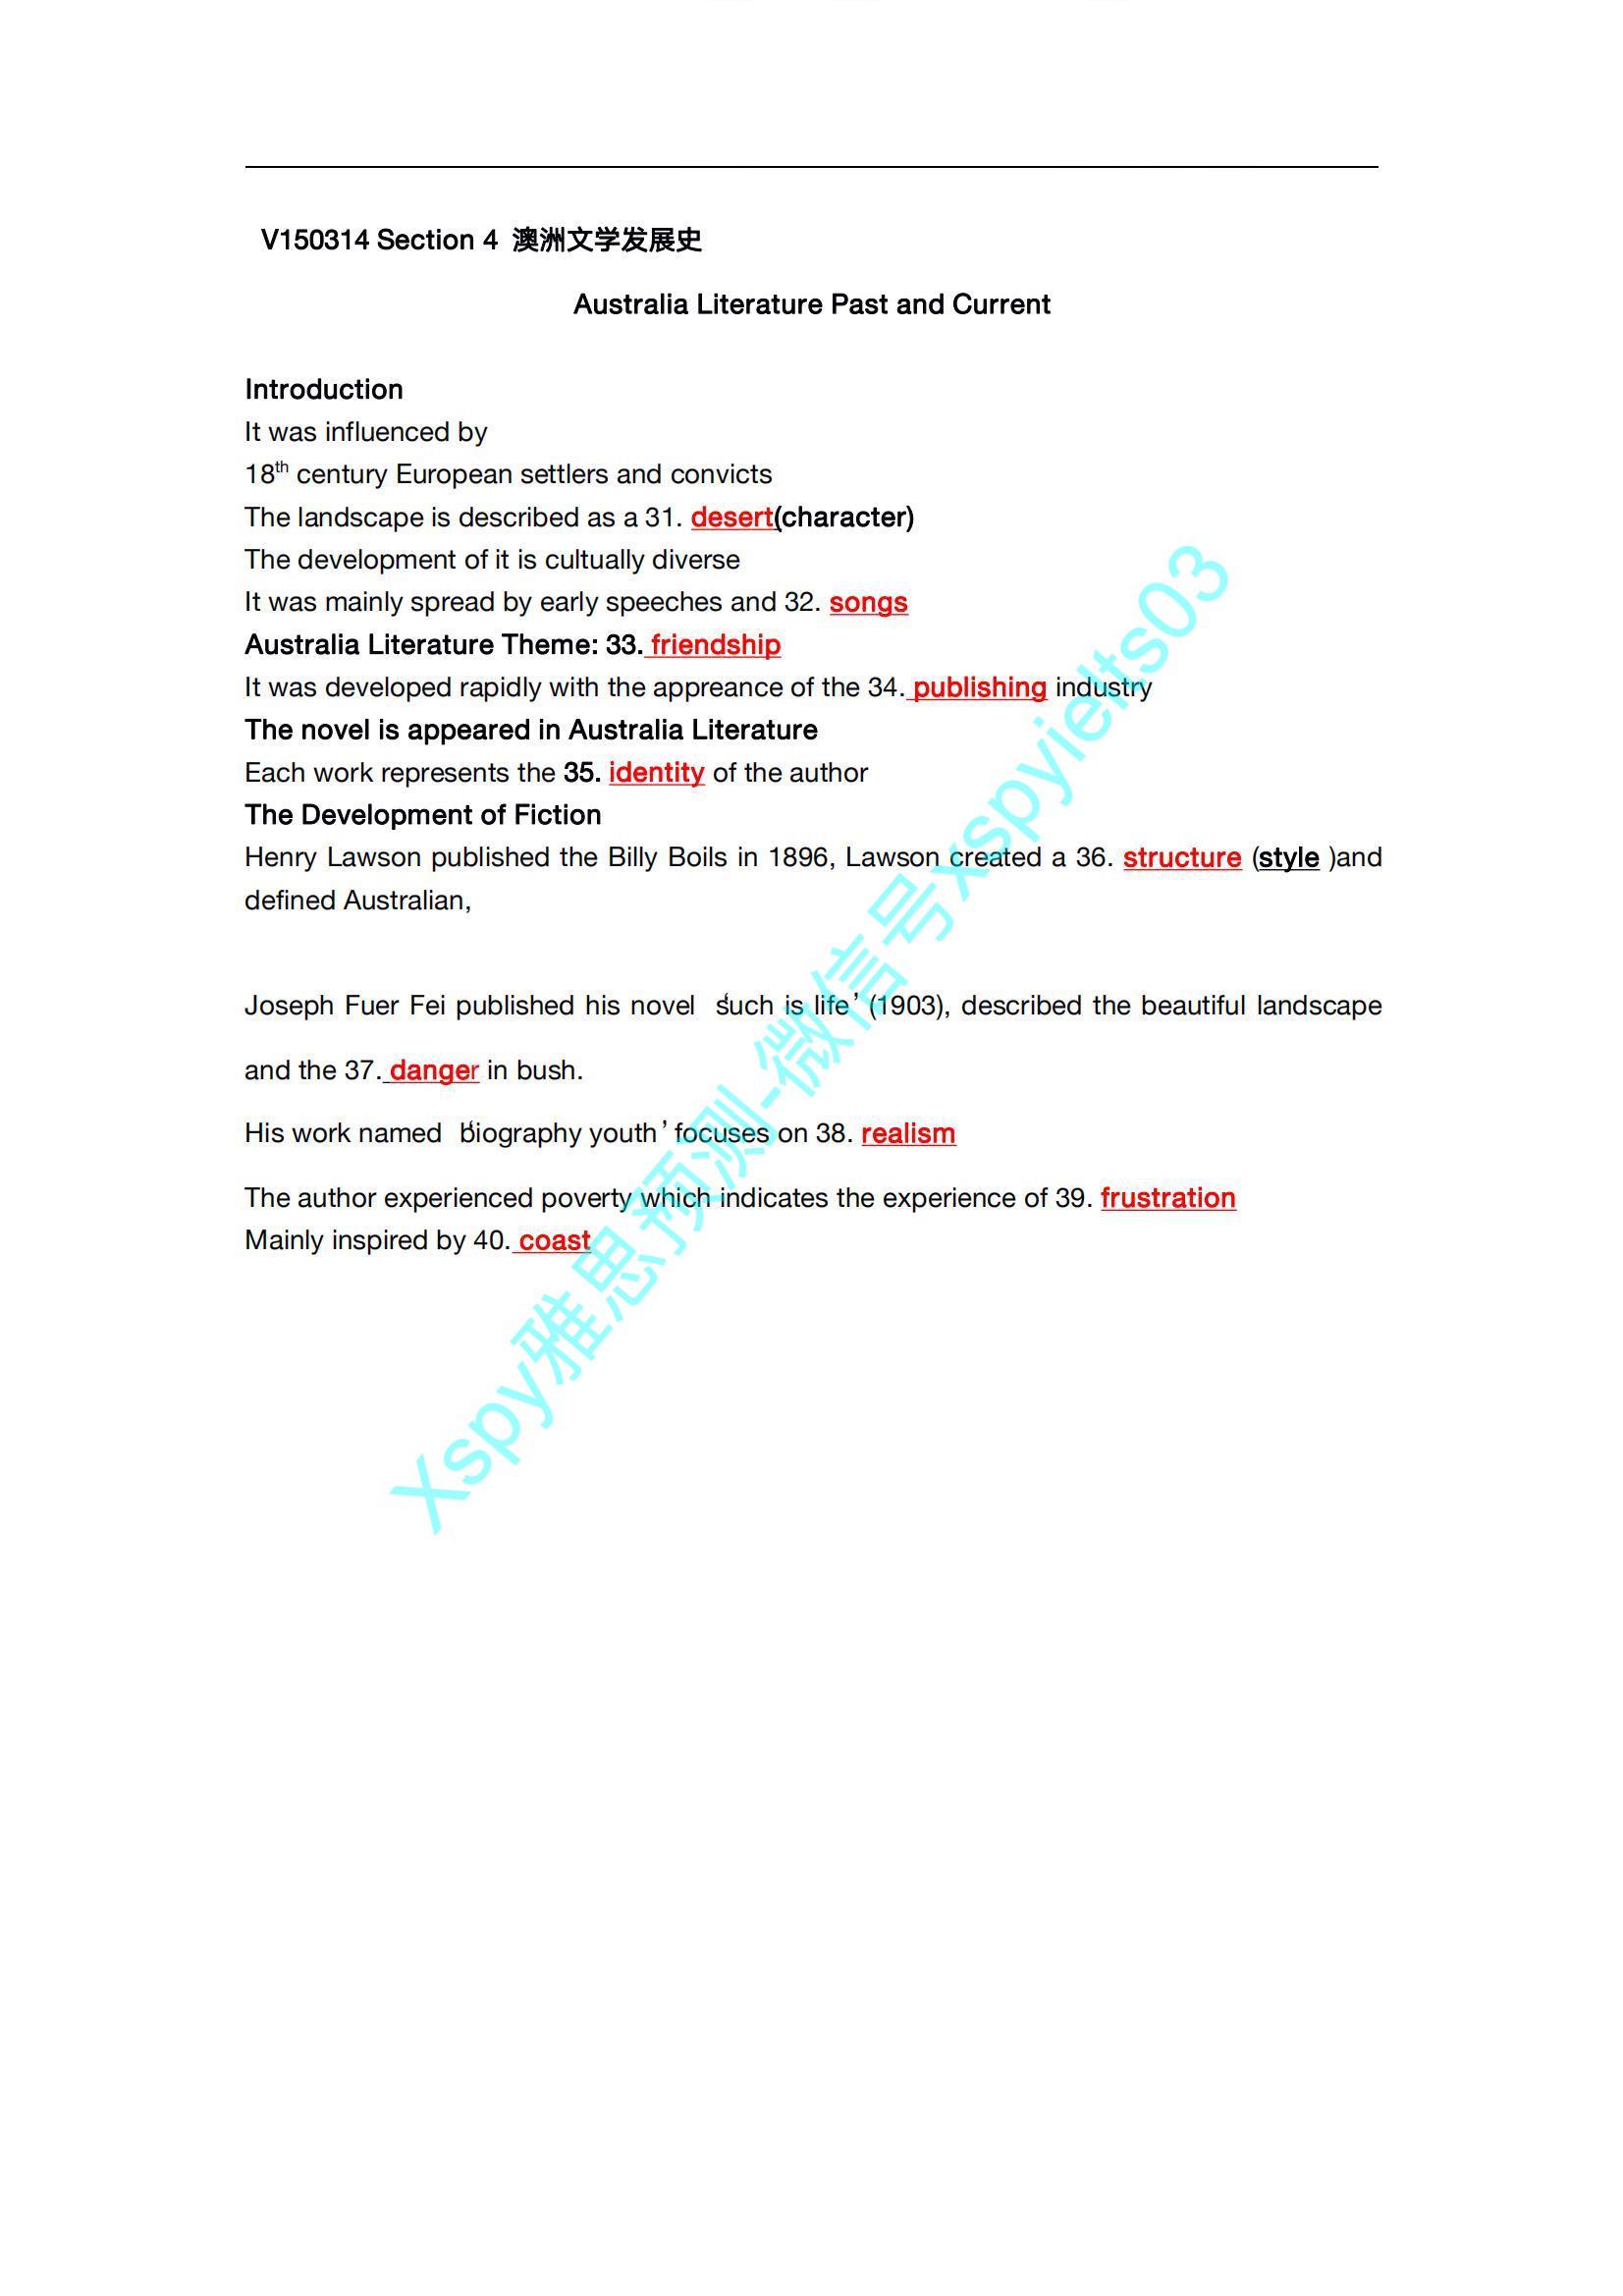 V150314 Section 4 澳洲文学发展史
Australia Literature Past and Current
Introduction
It was influenced by
18th century European settlers and convicts
The landscape is described as a 31. desert(character)
The development of it is cultually diverse
It was mainly spread by early speeches and 32. songs
Australia Literature Theme: 33. friendship
It was developed rapidly with the appreance of the 34. publishing industry
The novel is appeared in Australia Literature
Each work represents the 35. identity of the author
The Development of Fiction
Henry Lawson published the Billy Boils in 1896, Lawson created a 36. structure (style )and
defined Australian,
Joseph Fuer Fei published his novel ‘such is life’ (1903), described the beautiful landscape
and the 37. danger in bush.
His work named ‘biography youth’ focuses on 38. realism
The author experienced poverty which indicates the experience of 39. frustration
Mainly inspired by 40. coast
Xspy雅思预测-微信号xspyielts03